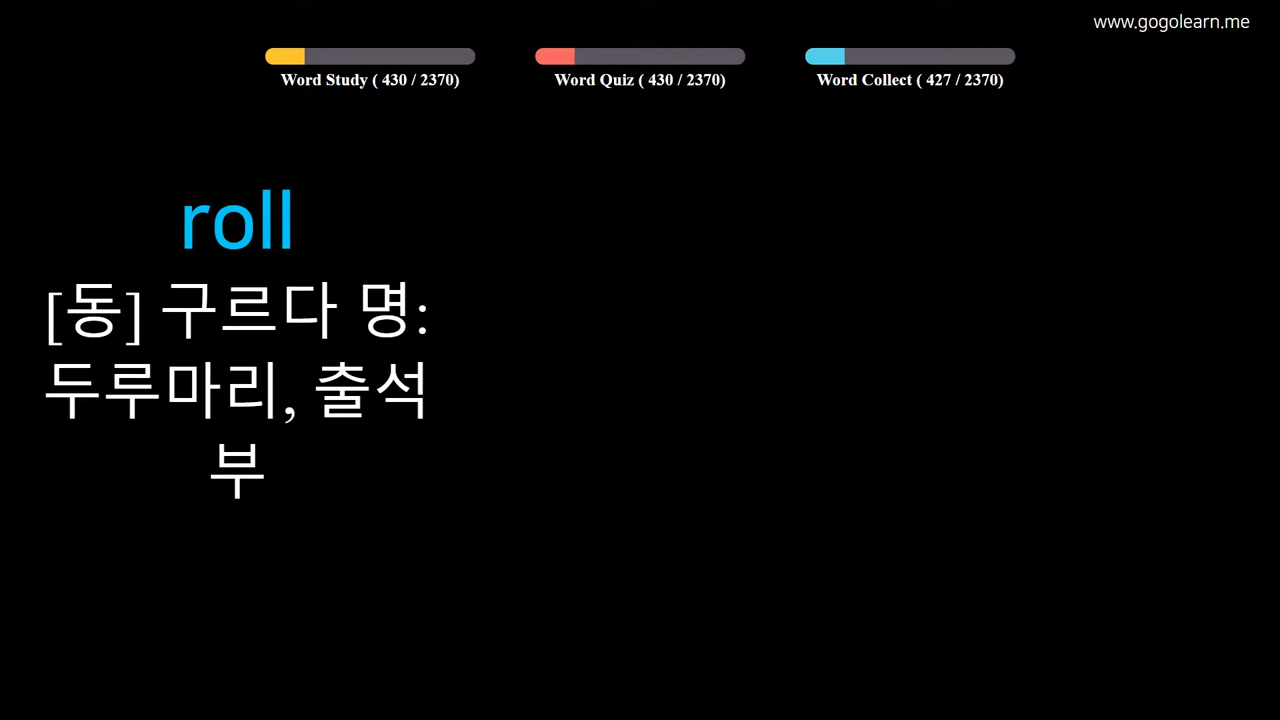 www.gogolearn.me
Word Study ( 430 / 2370)
Word Quiz ( 430 / 2370)
Word Collect ( 427 / 2370)
roll
[동] 구르다 명:
두루마리, 출석
부